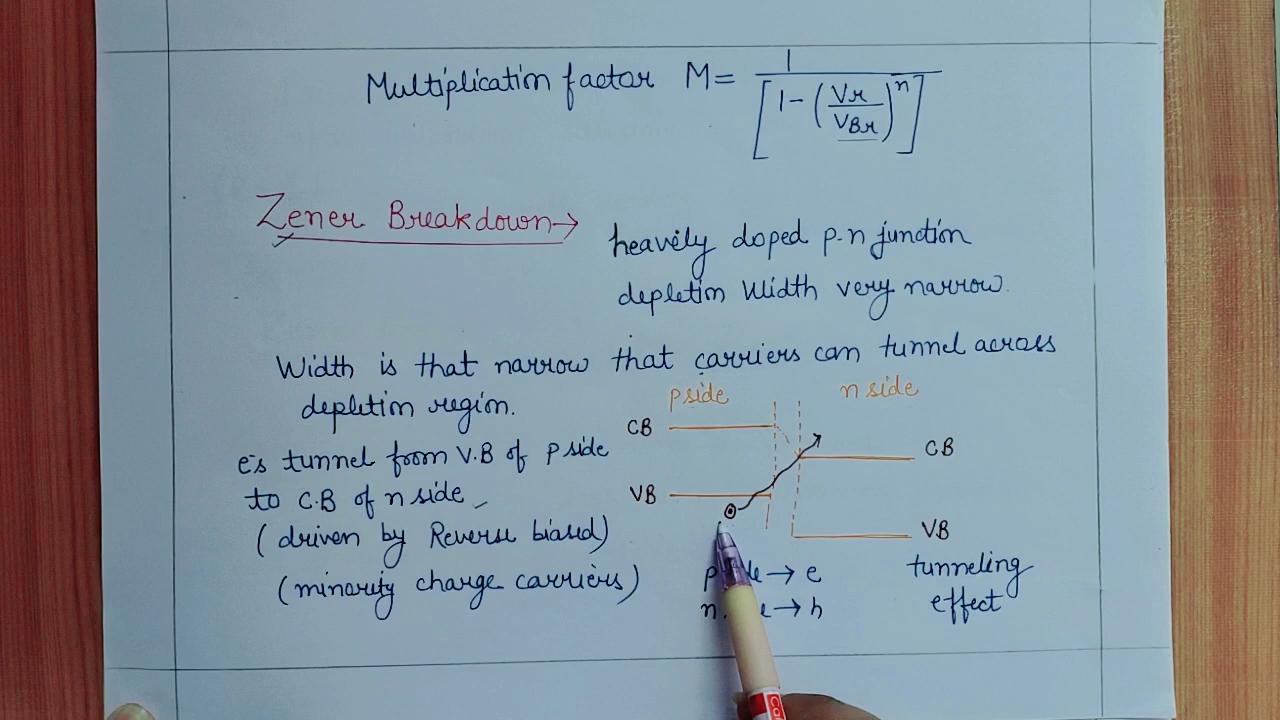 Multiplication factor M = 1 / [1 - (Vr/VBr)^n]
Zener Breakdown →
heavily doped p-n junction
depletin Width very narrow.
Width is that narrow that carriers can tunnel across
depletin region.
e-s tunnel from V.B of p side
to C.B of n side
(driven by Reverse biased)
(minority charge carriers)
p side n side
CB
CB
VB
VB
→ e
→ h
tunneling
effect